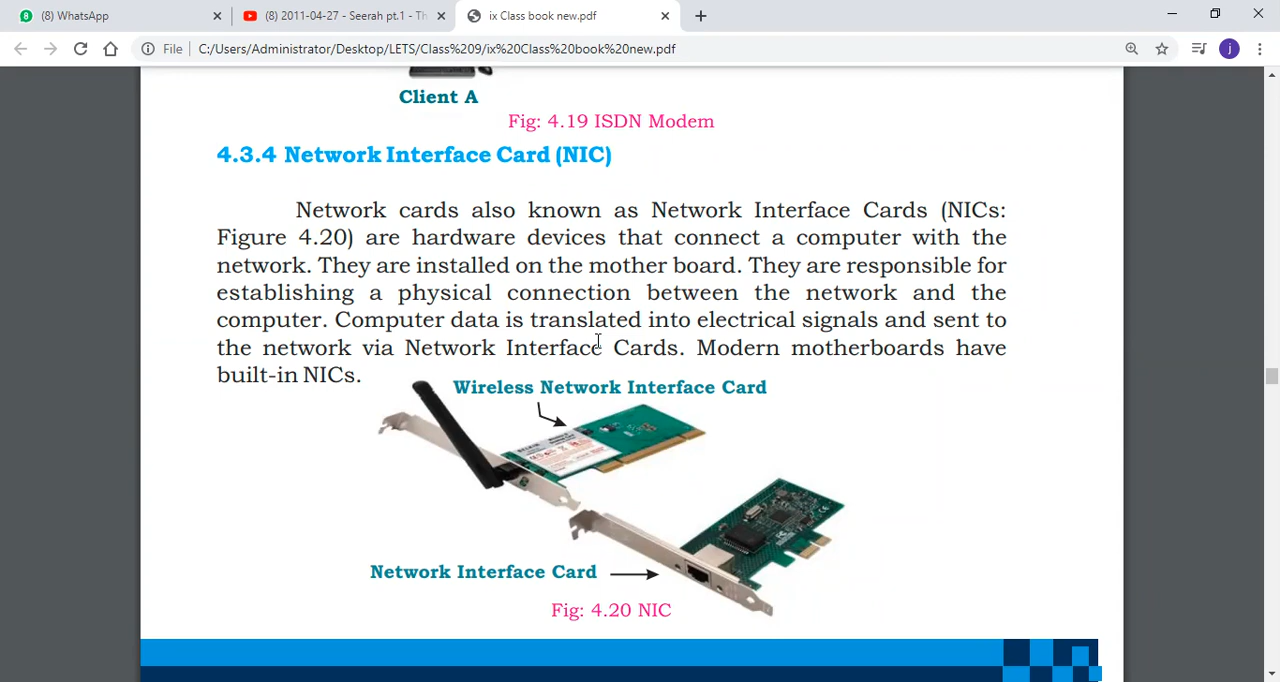 (8) WhatsApp
(8) 2011-04-27 - Seerah pt.1 - Th
ix Class book new.pdf
File
C:/Users/Administrator/Desktop/LETS/Class%209/ix%20Class%20book%20new.pdf
j
Client A
Fig: 4.19 ISDN Modem
4.3.4 Network Interface Card (NIC)
Network cards also known as Network Interface Cards (NICs:
Figure 4.20) are hardware devices that connect a computer with the
network. They are installed on the mother board. They are responsible for
establishing a physical connection between the network and the
computer. Computer data is translated into electrical signals and sent to
the network via Network Interface Cards. Modern motherboards have
built-in NICs.
Wireless Network Interface Card
Network Interface Card
Fig: 4.20 NIC